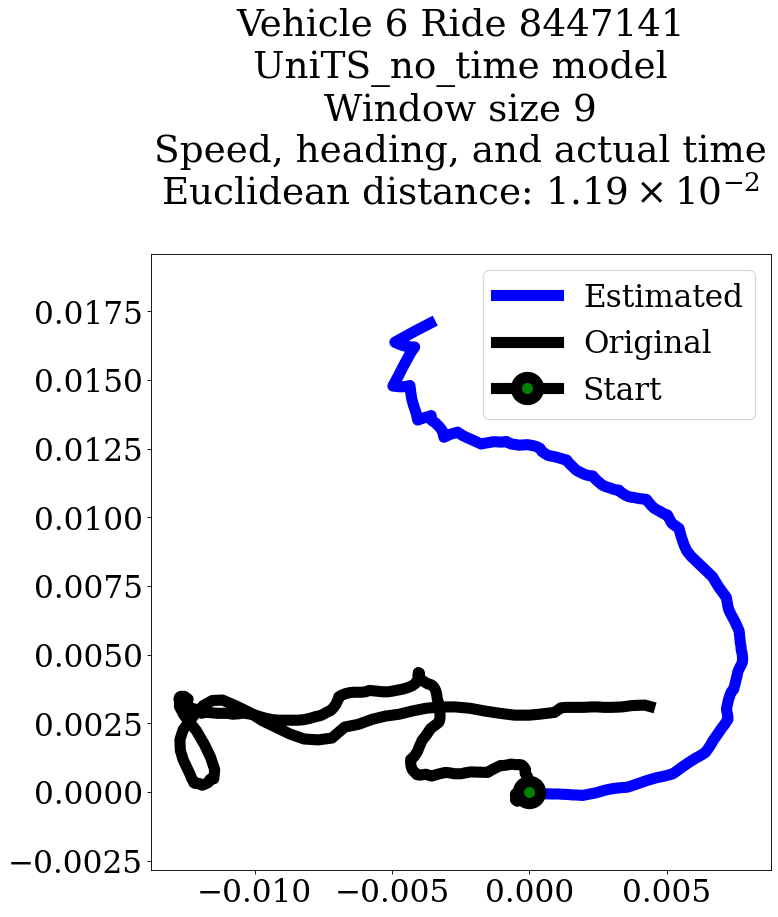 Vehicle 6 Ride 8447141
UniTS_no_time model
Window size 9
Speed, heading, and actual time
Euclidean distance: 1.19 × 10⁻²
Estimated
Original
Start
0.0175
0.0150
0.0125
0.0100
0.0075
0.0050
0.0025
0.0000
−0.0025
−0.010 −0.005 0.000 0.005